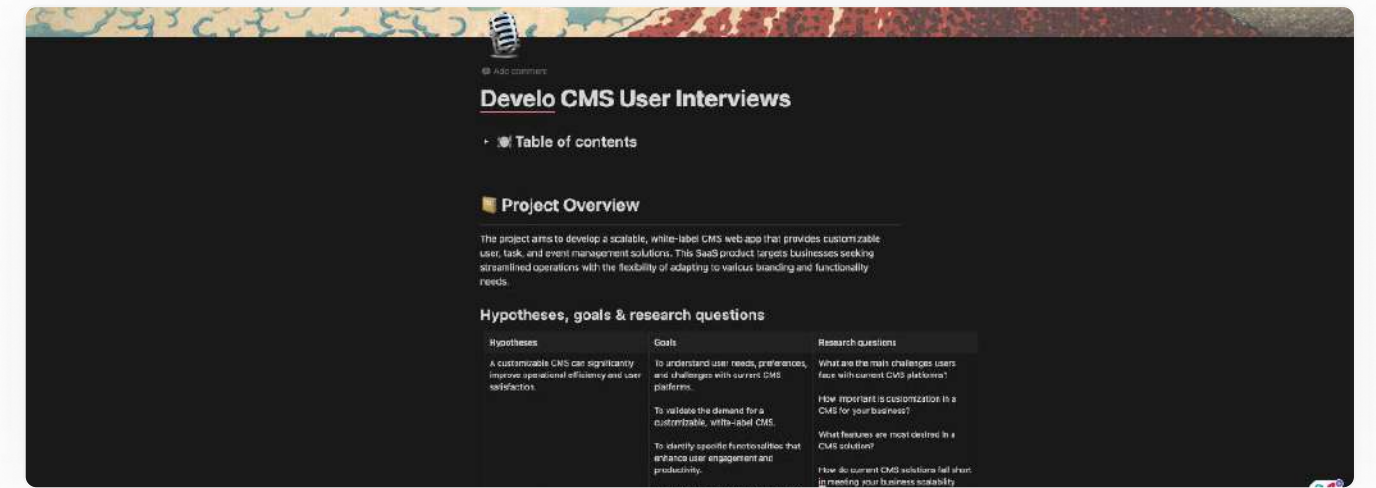 Add comment
Develo CMS User Interviews
Table of contents
Project Overview
The project aims to develop a scalable, white-label CMS web app that provides customizable
user, task, and event management solutions. This SaaS product targets businesses seeking
streamlined operations with the flexibility of adapting to various branding and functionality
needs.
Hypotheses, goals & research questions
Hypotheses
Goals
Research questions
A customizable CMS can significantly
improve operational efficiency and user
satisfaction.
To understand user needs, preferences,
and challenges with current CMS
platforms.
To validate the demand for a
customizable, white-label CMS.
To identify specific functionalities that
enhance user engagement and
productivity.
What are the main challenges users
face with current CMS platforms?
How important is customization in a
CMS for your business?
What features are most desired in a
CMS solution?
How do current CMS solutions fall short
in meeting your business scalability